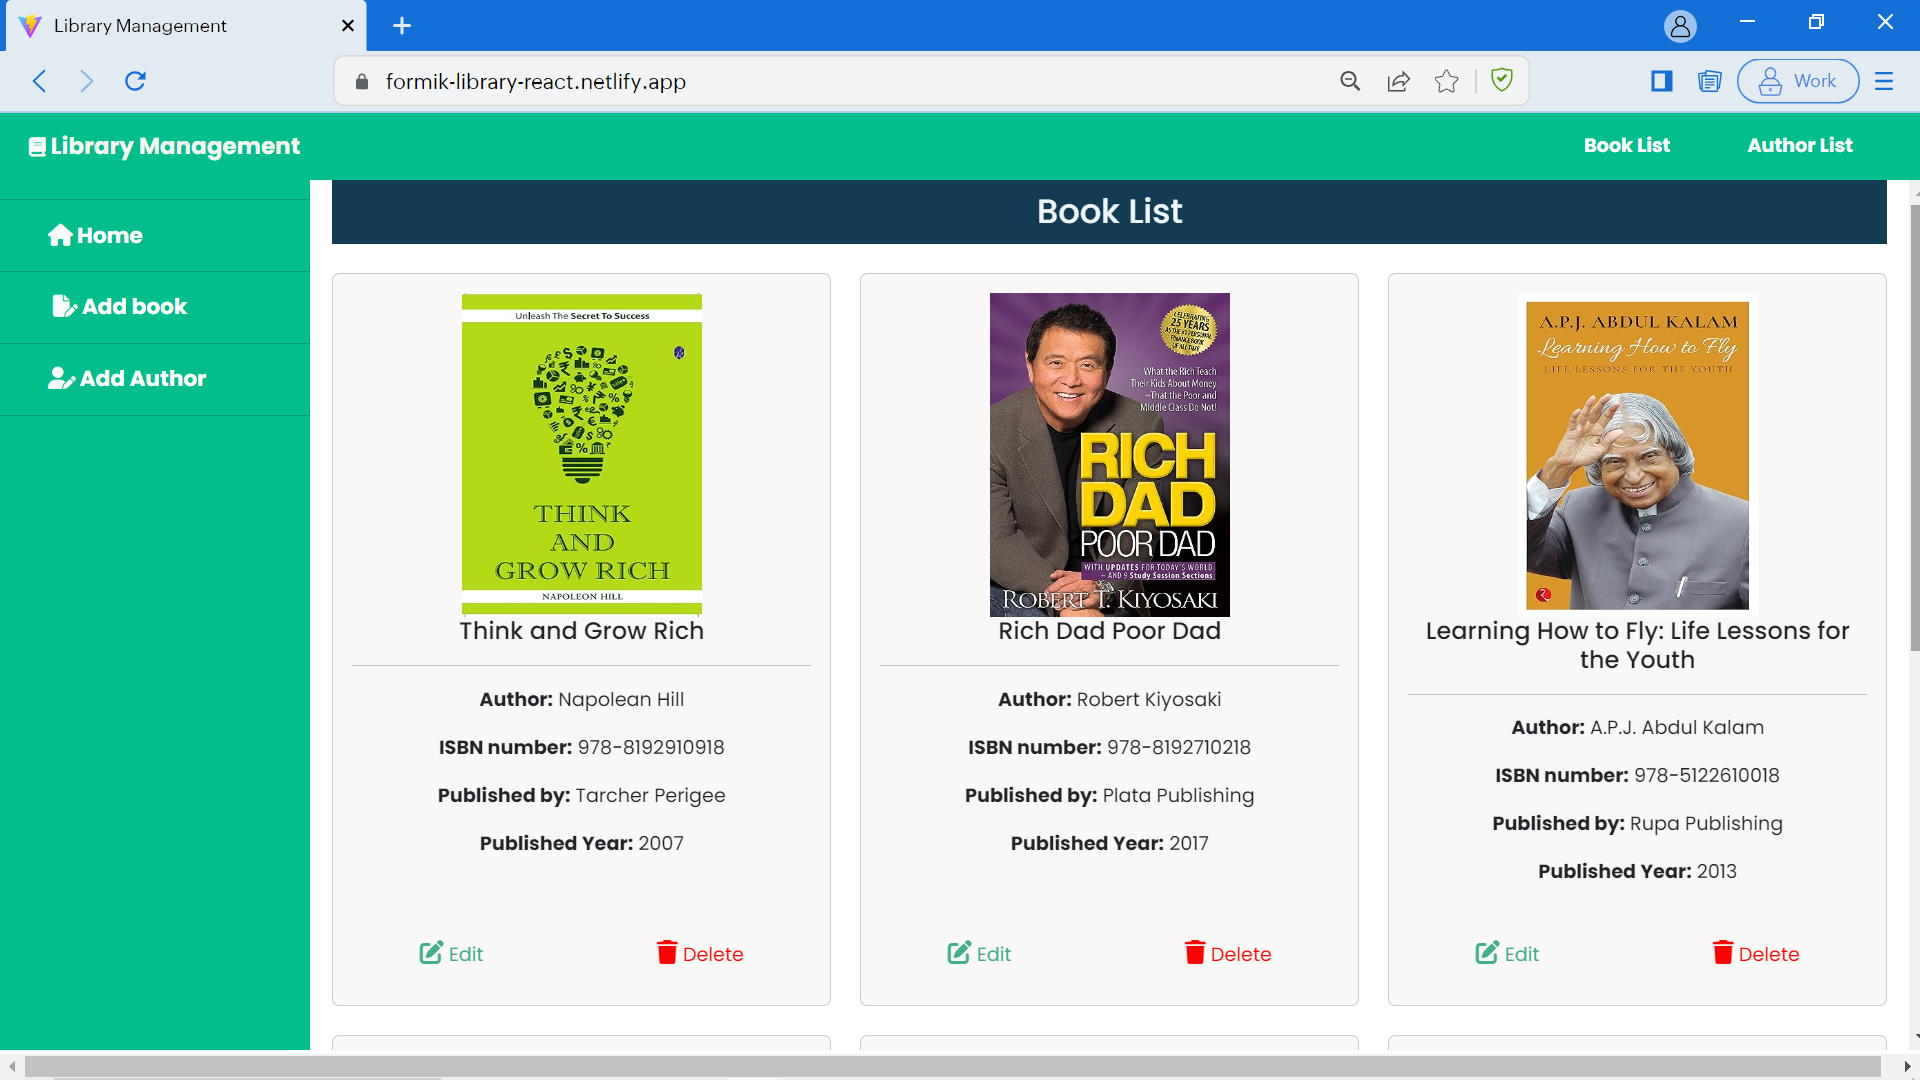 Library Management
formik-library-react.netlify.app
Work
Library Management
Book List
Author List
Home
Add book
Add Author
Book List
Unleash The Secret To Success
THINK
AND
GROW RICH
NAPOLEON HILL
Think and Grow Rich
Author: Napolean Hill
ISBN number: 978-8192910918
Published by: Tarcher Perigee
Published Year: 2007
Edit
Delete
CELEBRATING
25 YEARS
AS THE #1 PERSONAL
FINANCE BOOK
OF ALL TIME
What the Rich Teach
Their Kids About Money
–That the Poor and
Middle Class Do Not!
RICH
DAD
POOR DAD
WITH UPDATES FOR TODAY'S WORLD
– AND 9 Study Session Sections
ROBERT T. KIYOSAKI
Rich Dad Poor Dad
Author: Robert Kiyosaki
ISBN number: 978-8192710218
Published by: Plata Publishing
Published Year: 2017
Edit
Delete
A.P.J. ABDUL KALAM
Learning How to Fly
LIFE LESSONS FOR THE YOUTH
Learning How to Fly: Life Lessons for
the Youth
Author: A.P.J. Abdul Kalam
ISBN number: 978-5122610018
Published by: Rupa Publishing
Published Year: 2013
Edit
Delete